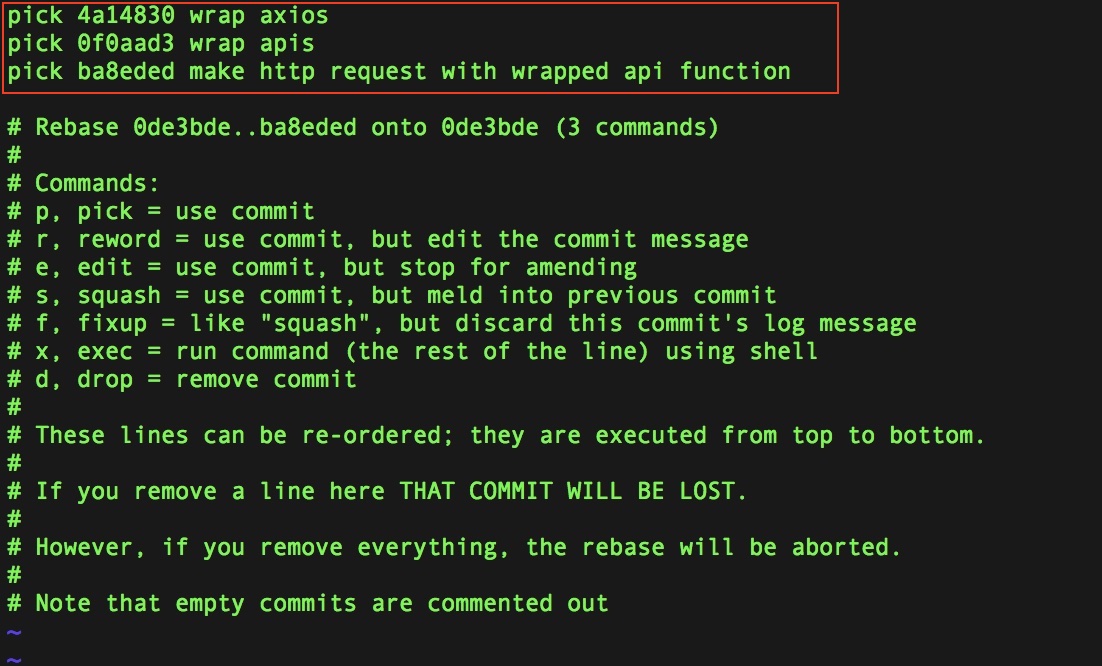 pick 4a14830 wrap axios
pick 0f0aad3 wrap apis
pick ba8eded make http request with wrapped api function
# Rebase 0de3bde..ba8eded onto 0de3bde (3 commands)
#
# Commands:
# p, pick = use commit
# r, reword = use commit, but edit the commit message
# e, edit = use commit, but stop for amending
# s, squash = use commit, but meld into previous commit
# f, fixup = like "squash", but discard this commit's log message
# x, exec = run command (the rest of the line) using shell
# d, drop = remove commit
#
# These lines can be re-ordered; they are executed from top to bottom.
#
# If you remove a line here THAT COMMIT WILL BE LOST.
#
# However, if you remove everything, the rebase will be aborted.
#
# Note that empty commits are commented out
~
~